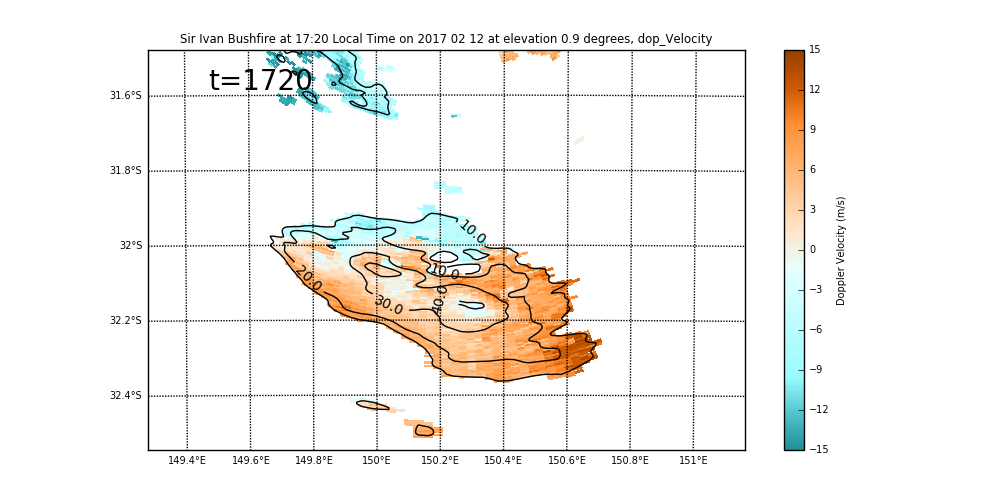 Sir Ivan Bushfire at 17:20 Local Time on 2017 02 12 at elevation 0.9 degrees, dop_Velocity
t=1720
31.6°S
31.8°S
32°S
32.2°S
32.4°S
149.4°E
149.6°E
149.8°E
150°E
150.2°E
150.4°E
150.6°E
150.8°E
151°E
10.0
10.0
20.0
30.0
40.0
15
12
9
6
3
0
−3
−6
−9
−12
−15
Doppler Velocity (m/s)